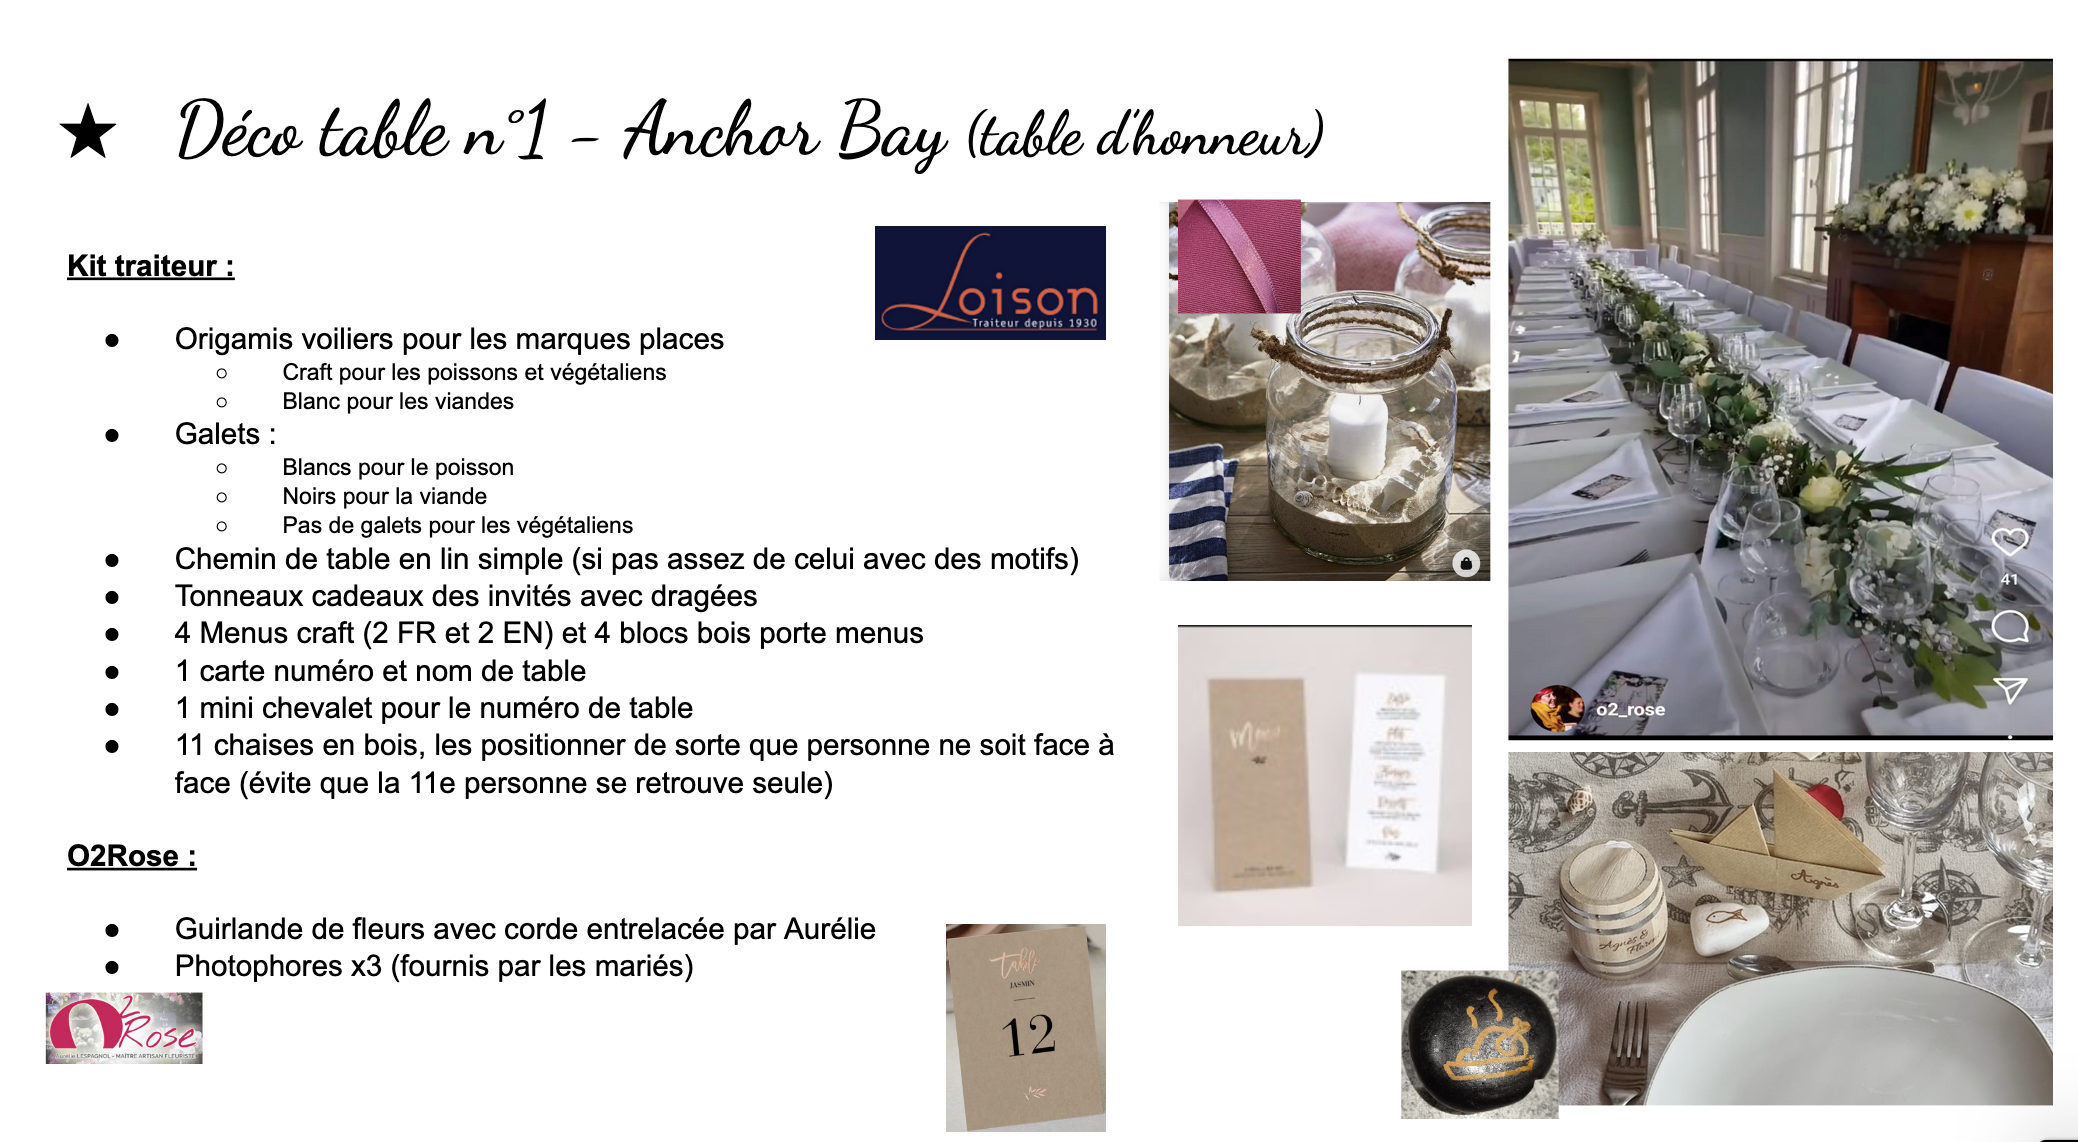 ★ Déco table n°1 - Anchor Bay (table d'honneur)
Kit traiteur :
● Origamis voiliers pour les marques places
○ Craft pour les poissons et végétaliens
○ Blanc pour les viandes
● Galets :
○ Blancs pour le poisson
○ Noirs pour la viande
○ Pas de galets pour les végétaliens
● Chemin de table en lin simple (si pas assez de celui avec des motifs)
● Tonneaux cadeaux des invités avec dragées
● 4 Menus craft (2 FR et 2 EN) et 4 blocs bois porte menus
● 1 carte numéro et nom de table
● 1 mini chevalet pour le numéro de table
● 11 chaises en bois, les positionner de sorte que personne ne soit face à
face (évite que la 11e personne se retrouve seule)
O2Rose :
● Guirlande de fleurs avec corde entrelacée par Aurélie
● Photophores x3 (fournis par les mariés)
O2Rose
Aurélie LESPAGNOL - MAÎTRE ARTISAN FLEURISTE
Loison
Traiteur depuis 1930
table
JASMIN
12
Menu
41
o2_rose
Agnès
Agnès &